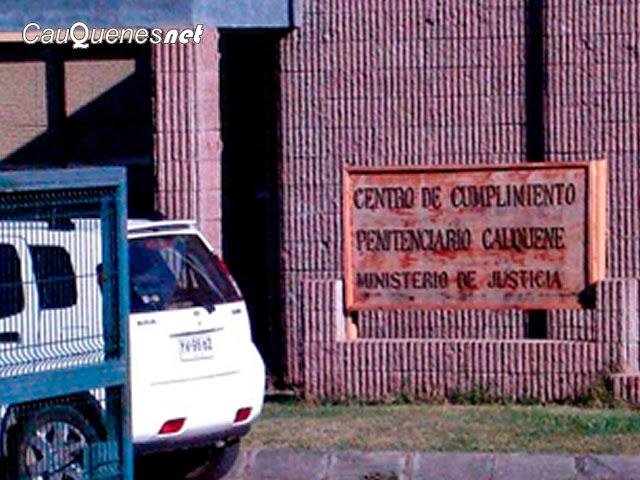 CauQuenesnet
CENTRO DE CUMPLIMIENTO
PENITENCIARIO CAUQUENE
MINISTERIO DE JUSTICIA